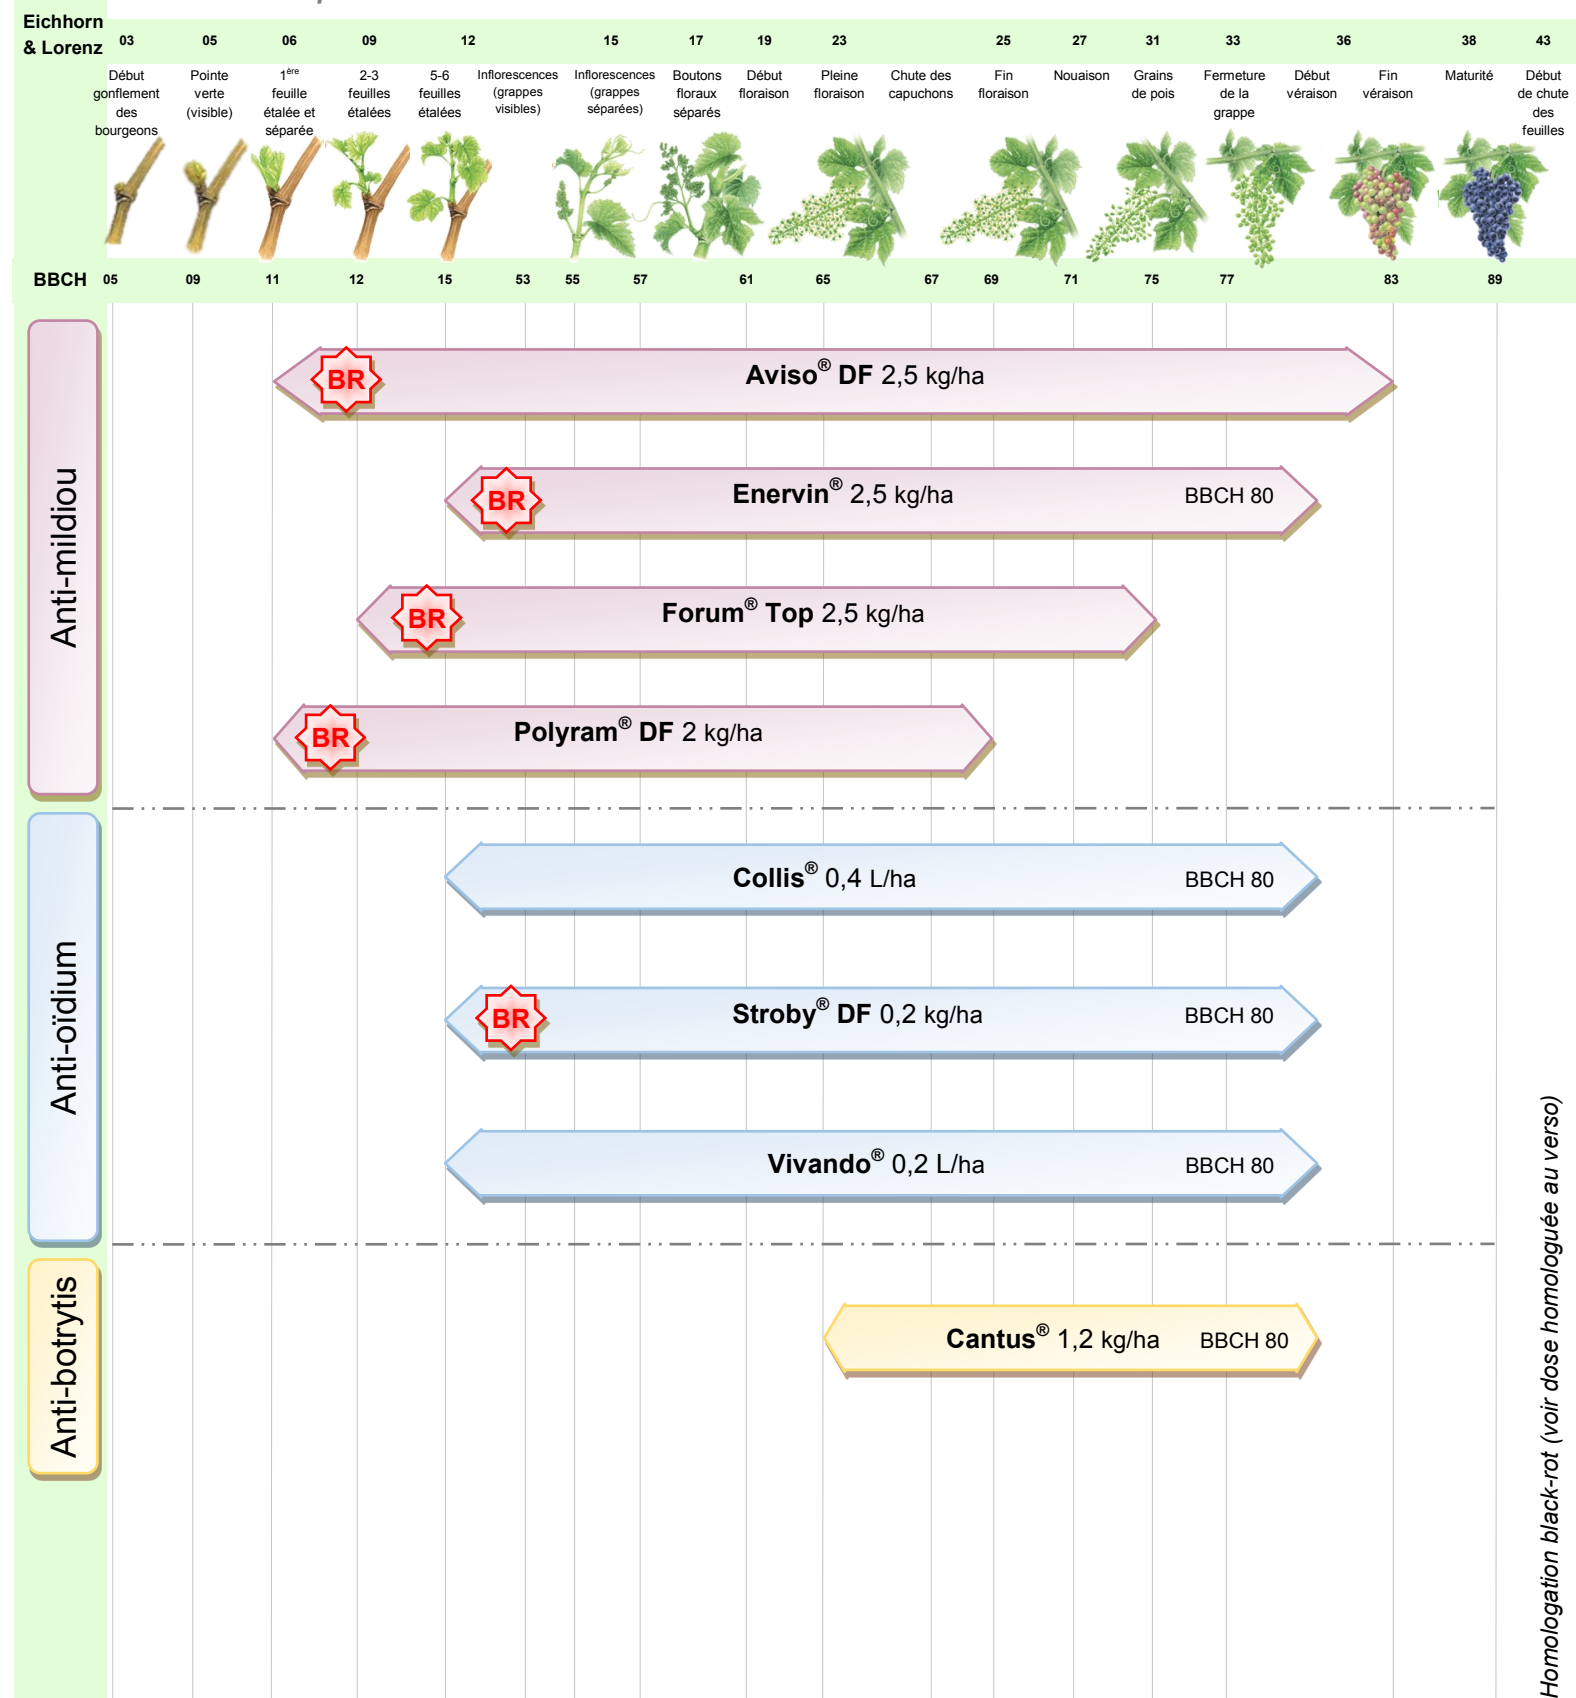 Eichhorn
& Lorenz 03 05 06 09 12 15 17 19 23 25 27 31 33 36 38 43
Début
gonflement
des
bourgeons
Pointe
verte
(visible)
1ère
feuille
étalée et
séparée
2-3
feuilles
étalées
5-6
feuilles
étalées
Inflorescences
(grappes
visibles)
Inflorescences
(grappes
séparées)
Boutons
floraux
séparés
Début
floraison
Pleine
floraison
Chute des
capuchons
Fin
floraison
Nouaison
Grains
de pois
Fermeture
de la
grappe
Début
véraison
Fin
véraison
Maturité
Début
de chute
des
feuilles
BBCH 05 09 11 12 15 53 55 57 61 65 67 69 71 75 77 83 89
Anti-mildiou
BR Aviso® DF 2,5 kg/ha
BR Enervin® 2,5 kg/ha BBCH 80
BR Forum® Top 2,5 kg/ha
BR Polyram® DF 2 kg/ha
Anti-oïdium
Collis® 0,4 L/ha BBCH 80
BR Stroby® DF 0,2 kg/ha BBCH 80
Vivando® 0,2 L/ha BBCH 80
Anti-botrytis
Cantus® 1,2 kg/ha BBCH 80
Homologation black-rot (voir dose homologuée au verso)